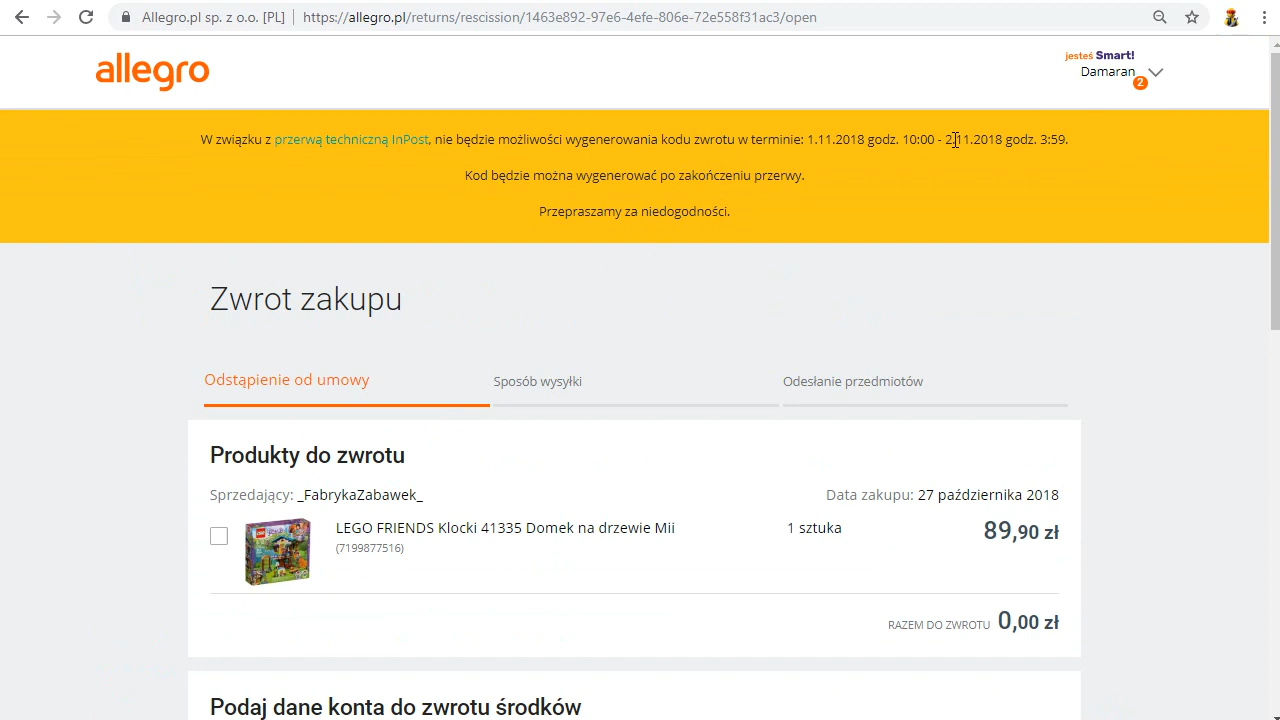 Allegro.pl sp. z o.o. [PL] https://allegro.pl/returns/rescission/1463e892-97e6-4efe-806e-72e558f31ac3/open
allegro
jesteś Smart!
Damaran
2
W związku z przerwą techniczną InPost, nie będzie możliwości wygenerowania kodu zwrotu w terminie: 1.11.2018 godz. 10:00 - 2.11.2018 godz. 3:59.
Kod będzie można wygenerować po zakończeniu przerwy.
Przepraszamy za niedogodności.
Zwrot zakupu
Odstąpienie od umowy Sposób wysyłki Odesłanie przedmiotów
Produkty do zwrotu
Sprzedający: _FabrykaZabawek_ Data zakupu: 27 października 2018
LEGO FRIENDS Klocki 41335 Domek na drzewie Mii 1 sztuka 89,90 zł
(7199877516)
RAZEM DO ZWROTU 0,00 zł
Podaj dane konta do zwrotu środków